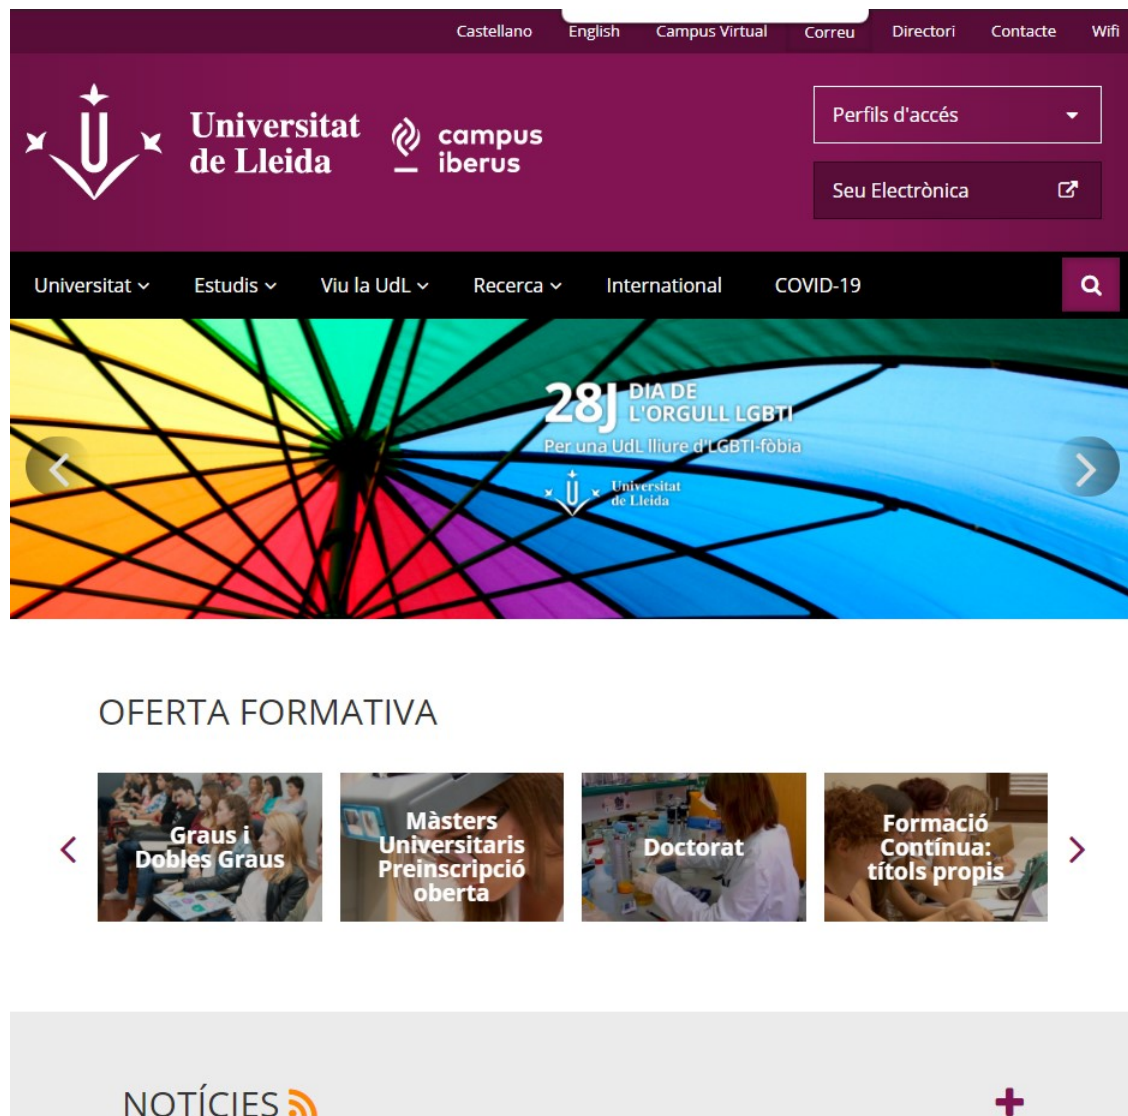 Castellano English Campus Virtual Correu Directori Contacte Wifi
Universitat
de Lleida
campus
iberus
Perfils d'accés
Seu Electrònica
Universitat Estudis Viu la UdL Recerca International COVID-19
28J DIA DE
L'ORGULL LGBTI
Per una UdL lliure d'LGBTI-fòbia
Universitat
de Lleida
OFERTA FORMATIVA
Graus i
Dobles Graus
Màsters
Universitaris
Preinscripció
oberta
Doctorat
Formació
Contínua:
títols propis
NOTÍCIES